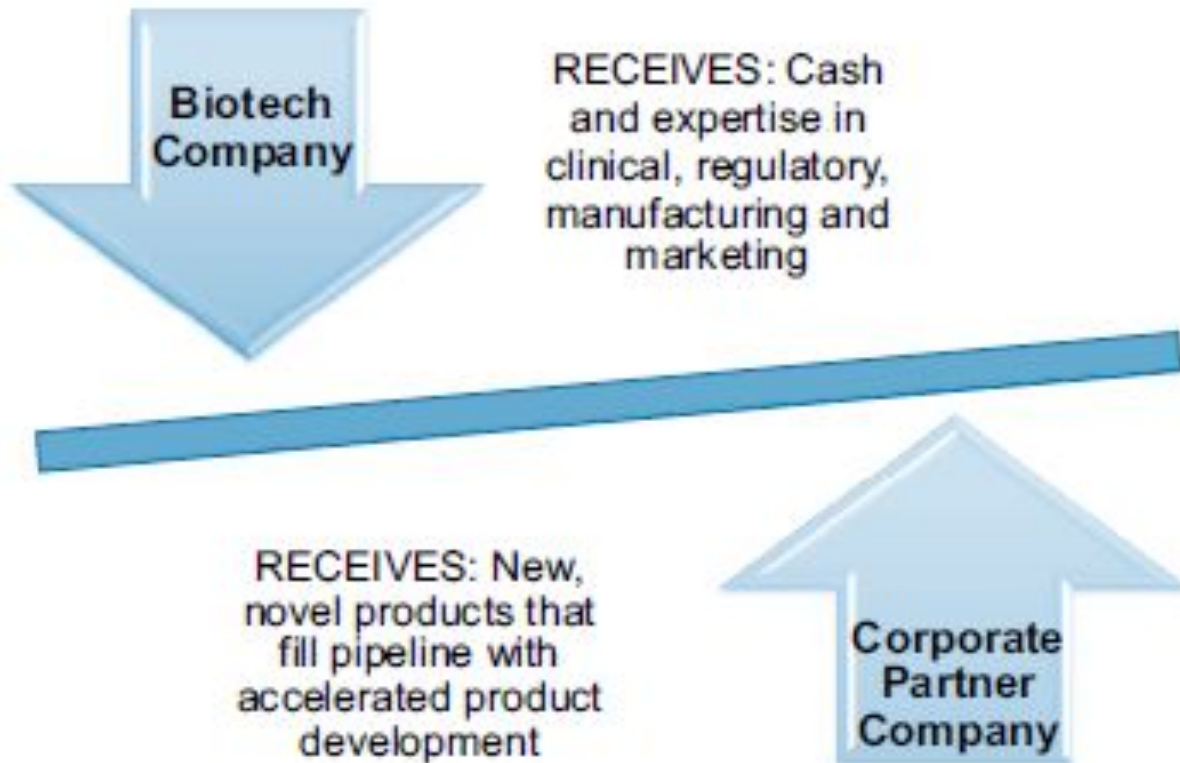 Biotech
Company
RECEIVES: Cash
and expertise in
clinical, regulatory,
manufacturing and
marketing
RECEIVES: New,
novel products that
fill pipeline with
accelerated product
development
Corporate
Partner
Company